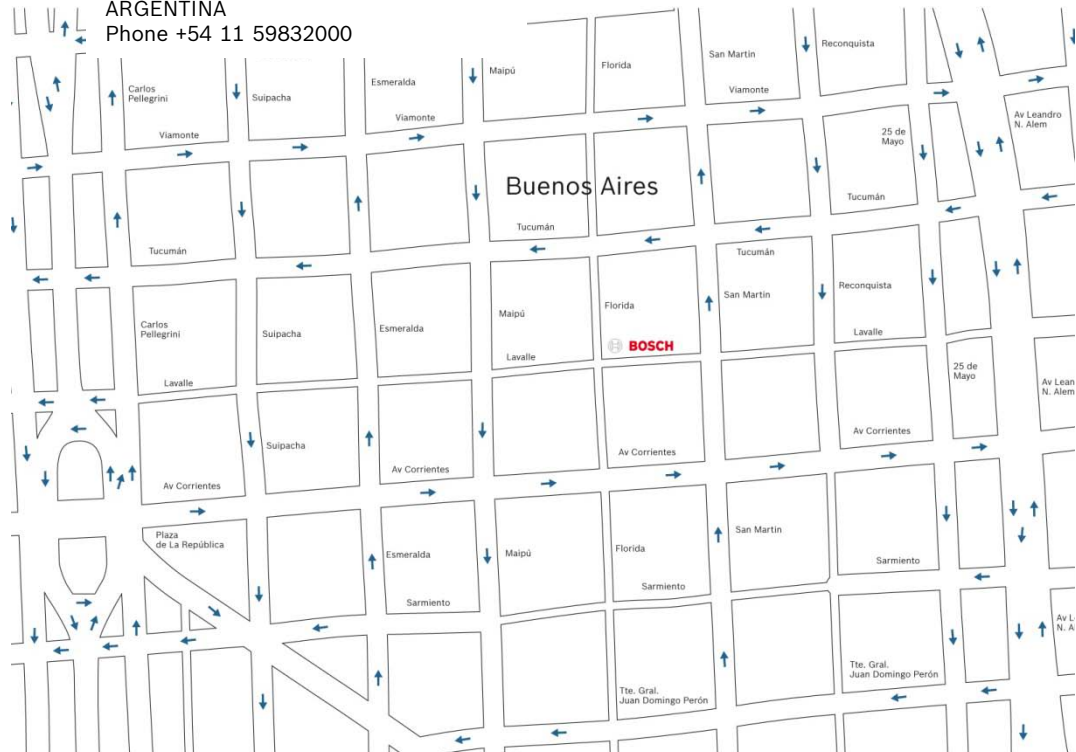 ARGENTINA
Phone +54 11 59832000
Reconquista
San Martin
Florida
Maipú
Esmeralda
Carlos
Pellegrini
Suipacha
Viamonte
Viamonte
Viamonte
Av Leandro
N. Alem
25 de
Mayo
Buenos Aires
Tucumán
Tucumán
Tucumán
Tucumán
Reconquista
San Martin
Florida
Maipú
Carlos
Pellegrini
Suipacha
Esmeralda
Lavalle
BOSCH
Lavalle
Lavalle
25 de
Mayo
Av Lean
N. Alem
Av Corrientes
Suipacha
Av Corrientes
Av Corrientes
Av Corrientes
Plaza
de La República
San Martin
Esmeralda
Maipú
Florida
Sarmiento
Sarmiento
Sarmiento
Av L
N. Al
Tte. Gral.
Juan Domingo Perón
Tte. Gral.
Juan Domingo Perón